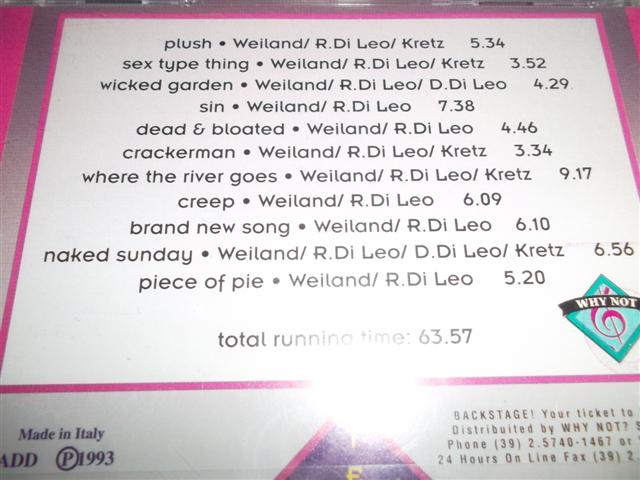 plush • Weiland/ R.Di Leo/ Kretz 5.34
sex type thing • Weiland/ R.Di Leo/ Kretz 3.52
wicked garden • Weiland/ R.Di Leo/ D.Di Leo 4.29
sin • Weiland/ R.Di Leo 7.38
dead & bloated • Weiland/ R.Di Leo 4.46
crackerman • Weiland/ R.Di Leo/ Kretz 3.34
where the river goes • Weiland/ R.Di Leo/ Kretz 9.17
creep • Weiland/ R.Di Leo 6.09
brand new song • Weiland/ R.Di Leo 6.10
naked sunday • Weiland/ R.Di Leo/ D.Di Leo/ Kretz 6.56
piece of pie • Weiland/ R.Di Leo 5.20
WHY NOT
total running time: 63.57
Made in Italy
ADD Ⓟ1993
BACKSTAGE! Your ticket to
Distributed by WHY NOT? S
Phone (39) 2.5740-1467 or
24 Hours On Line Fax (39) 2.